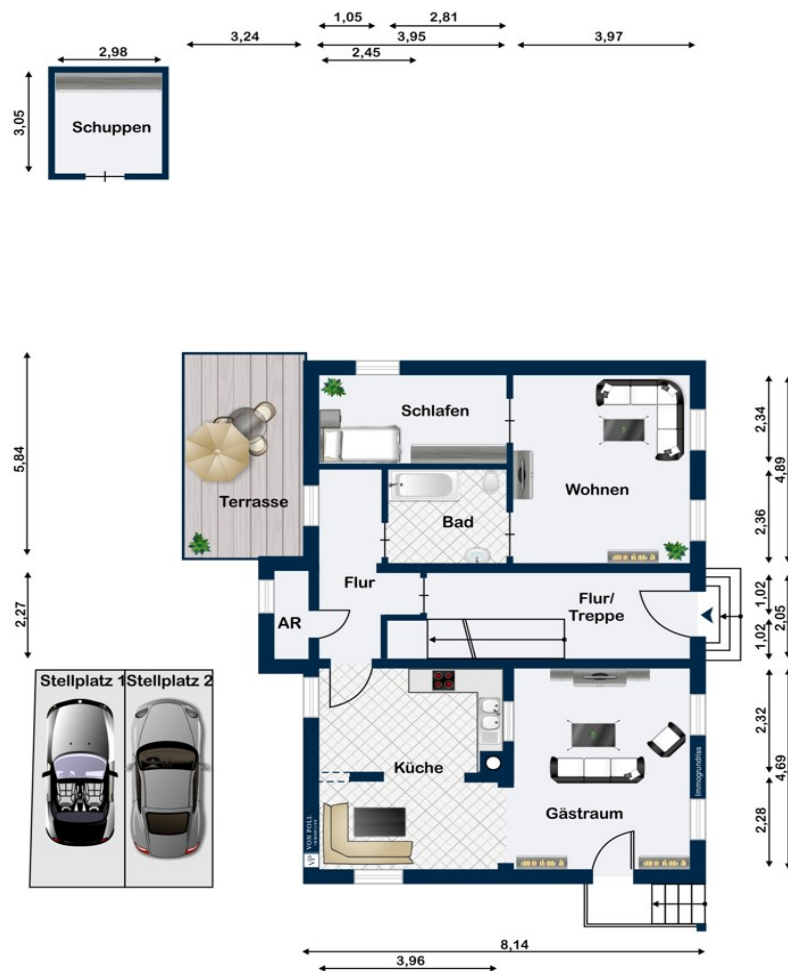 1,05
2,81
3,24
3,95
3,97
2,98
2,45
3,05
Schuppen
5,84
Schlafen
2,34
4,89
Terrasse
Wohnen
Bad
2,36
Flur
Flur/
Treppe
1,02
2,05
2,27
AR
1,02
Stellplatz 1
Stellplatz 2
2,32
4,69
Küche
Immogrundriss
Gästraum
2,28
VP
VON POLL
8,14
3,96